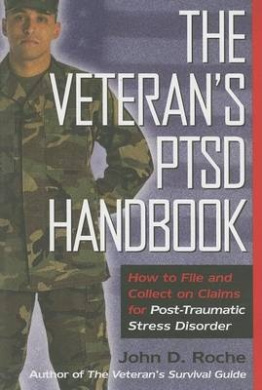 THE
VETERAN'S
PTSD
HANDBOOK
How to File and
Collect on Claims
for Post-Traumatic
Stress Disorder
John D. Roche
Author of The Veteran's Survival Guide